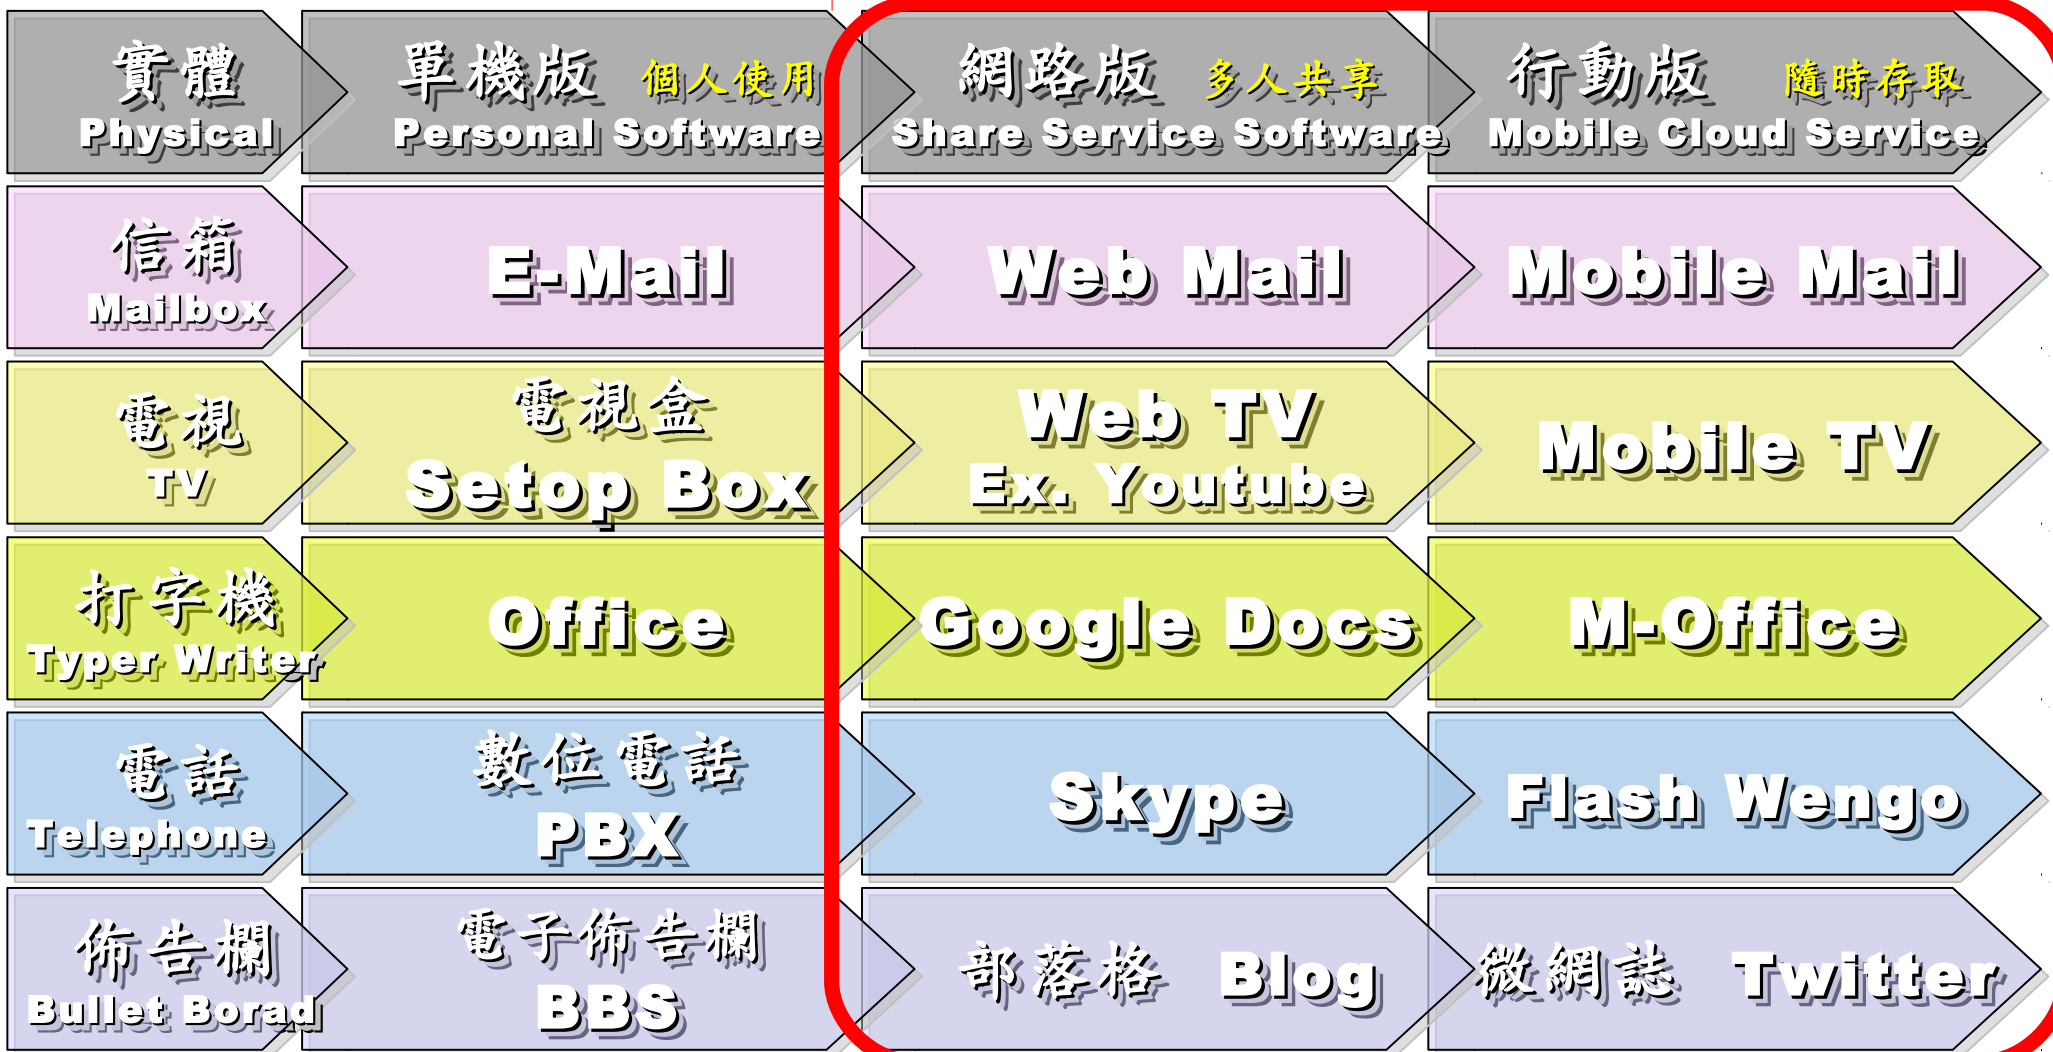 實體
Physical
單機版 個人使用
Personal Software
網路版 多人共享
Share Service Software
行動版 隨時存取
Mobile Cloud Service
信箱
Mailbox
E-Mail
Web Mail
Mobile Mail
電視
TV
電視盒
Setop Box
Web TV
Ex. Youtube
Mobile TV
打字機
Typer Writer
Office
Google Docs
M-Office
電話
Telephone
數位電話
PBX
Skype
Flash Wengo
佈告欄
Bullet Borad
電子佈告欄
BBS
部落格 Blog
微網誌 Twitter